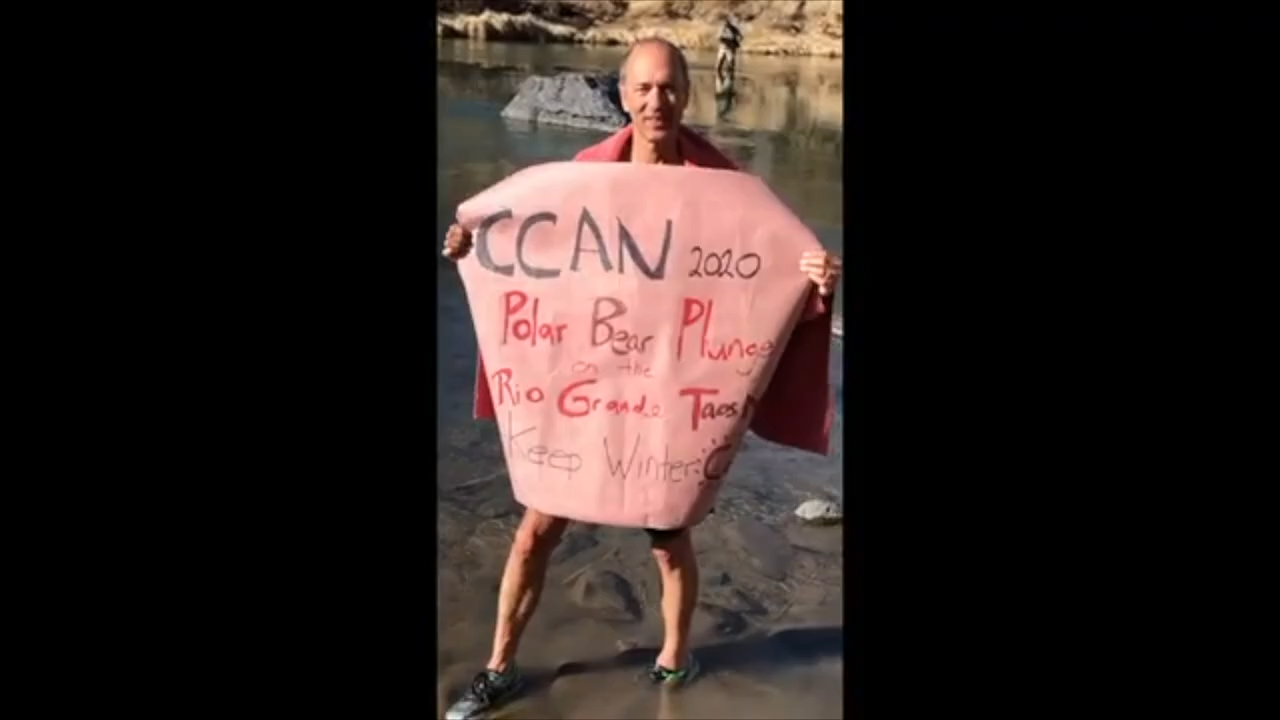 CCAN 2020
Polar Bear Plunge
on the
Rio Grande Taos
Keep Winter